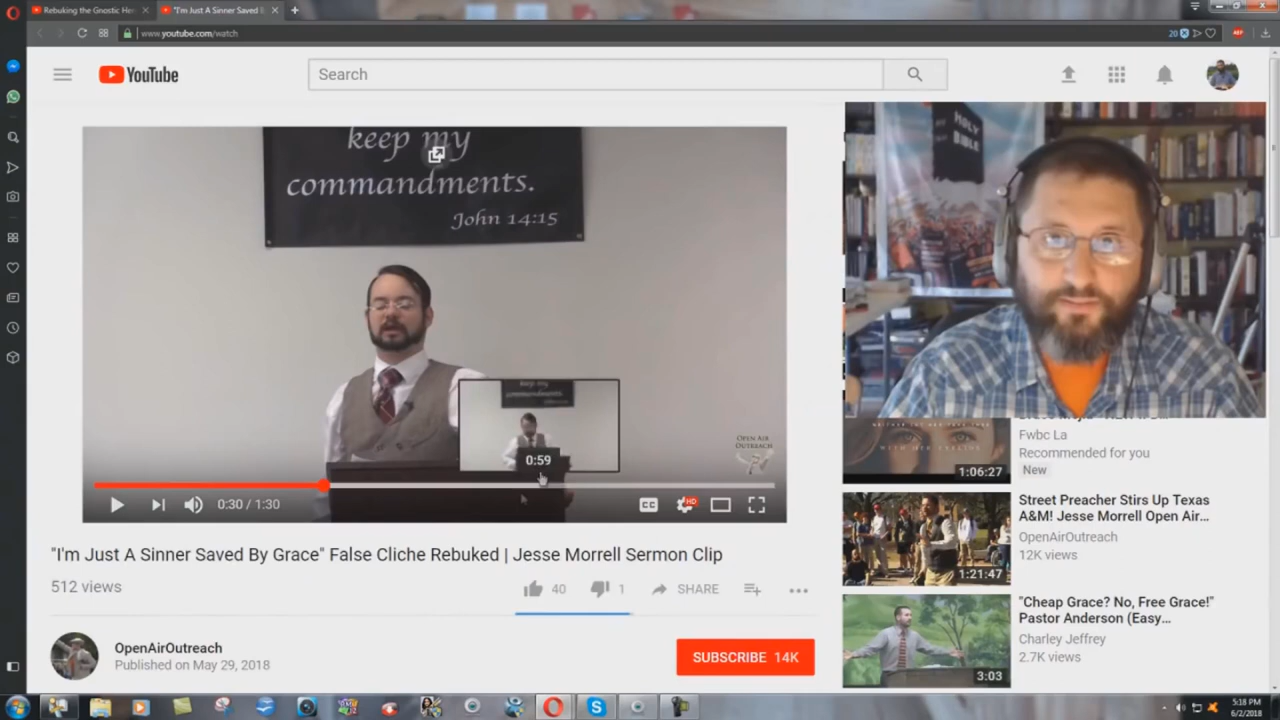 Rebuking the Gnostic He
"I'm Just A Sinner Saved B
www.youtube.com/watch
20
ABP
YouTube
Search
HOLY
BIBLE
keep my
commandments.
John 14:15
OPEN AIR
OUTREACH
0:59
0:30 / 1:30
CC
HD
"I'm Just A Sinner Saved By Grace" False Cliche Rebuked | Jesse Morrell Sermon Clip
512 views
40
1
SHARE
OpenAirOutreach
Published on May 29, 2018
SUBSCRIBE 14K
Fwbc La
Recommended for you
New
1:06:27
Street Preacher Stirs Up Texas
A&M! Jesse Morrell Open Air...
OpenAirOutreach
12K views
1:21:47
"Cheap Grace? No, Free Grace!"
Pastor Anderson (Easy...
Charley Jeffrey
2.7K views
3:03
5:18 PM
6/2/2018